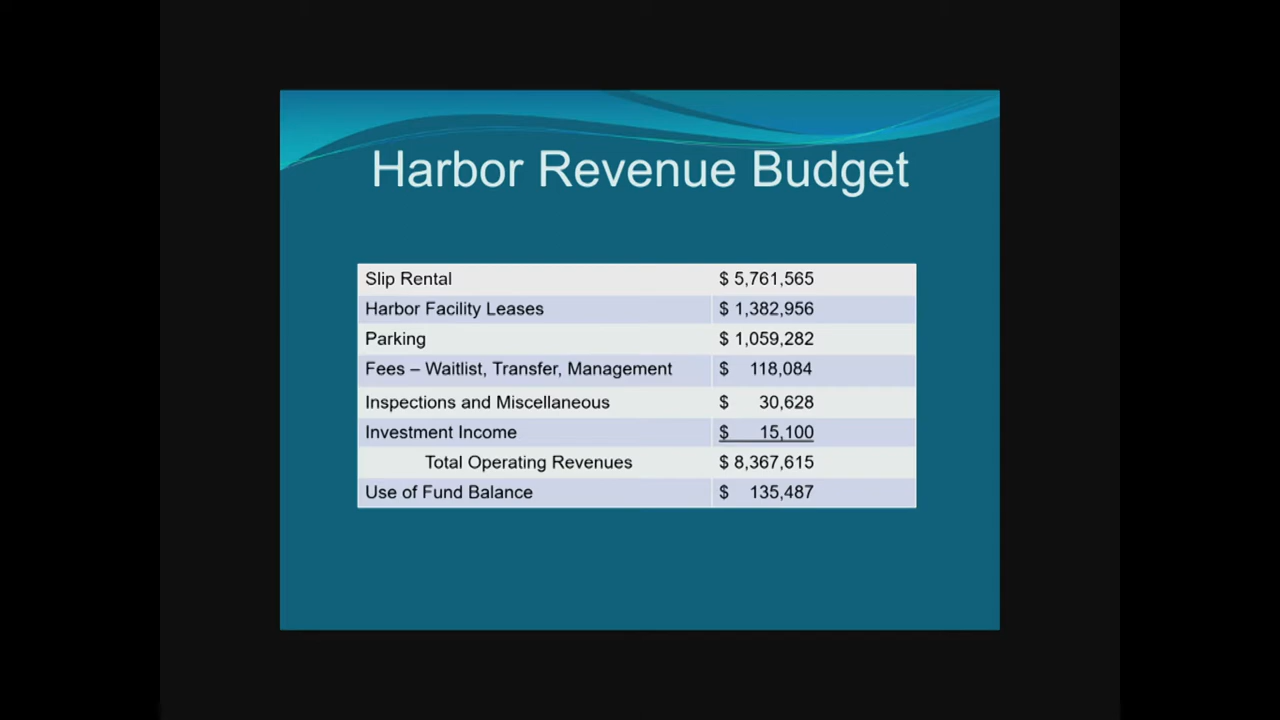 Harbor Revenue Budget
Slip Rental $ 5,761,565
Harbor Facility Leases $ 1,382,956
Parking $ 1,059,282
Fees – Waitlist, Transfer, Management $ 118,084
Inspections and Miscellaneous $ 30,628
Investment Income $ 15,100
Total Operating Revenues $ 8,367,615
Use of Fund Balance $ 135,487